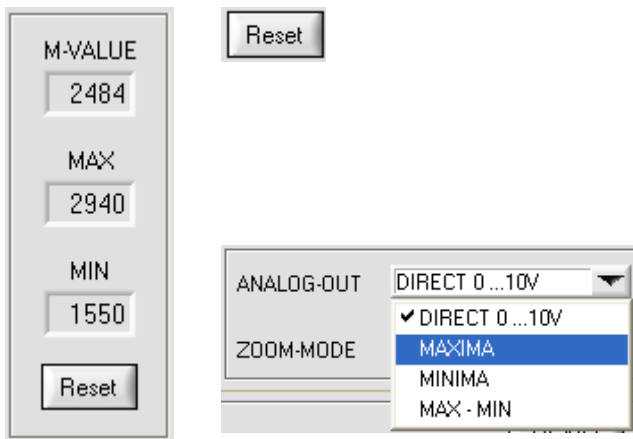 M-VALUE
2484
MAX
2940
MIN
1550
Reset
Reset
ANALOG-OUT DIRECT 0 ...10V
✔ DIRECT 0 ...10V
ZOOM-MODE
MAXIMA
MINIMA
MAX - MIN